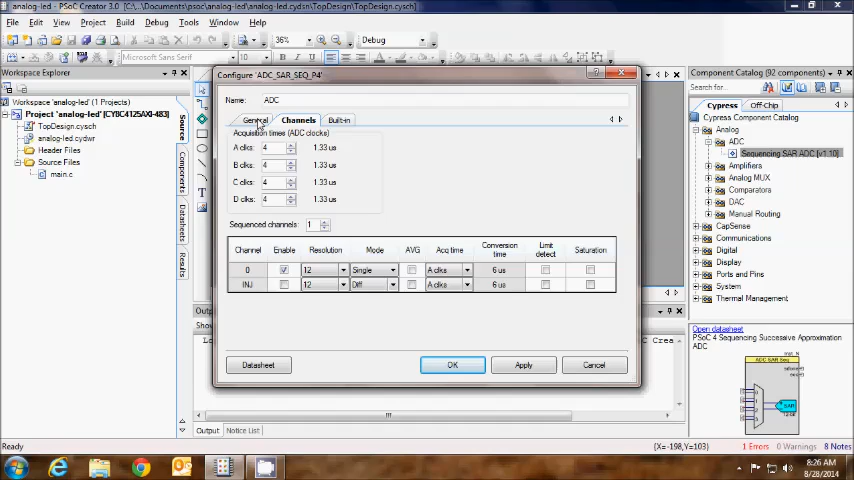 analog-led - PSoC Creator 3.0 [C:\...\Documents\psoc\analog-led\analog-led.cydsn\TopDesign.cysch]
File Edit View Project Build Debug Tools Window Help
36% Debug
Microsoft Sans Serif 10
Workspace Explorer
Workspace 'analog-led' (1 Projects)
Project 'analog-led' [CY8C4125AXI-483]
TopDesign.cysch
analog-led.cydwr
Header Files
Source Files
main.c
Source
Components
Datasheets
Results
Configure 'ADC_SAR_SEQ_P4'
Name: ADC
General Channels Built-in
Acquisition times (ADC clocks)
A clks: 4 1.33 us
B clks: 4 1.33 us
C clks: 4 1.33 us
D clks: 4 1.33 us
Sequenced channels: 1
Channel Enable Resolution Mode AVG Acq time Conversion time Limit detect Saturation
0 12 Single A clks 6 us
INJ 12 Diff A clks 6 us
Datasheet OK Apply Cancel
Output Notice List
Component Catalog
Search for...
Cypress Off-Chip
Cypress Component Catalog
Analog
ADC
Sequencing SAR ADC [v1.10]
Amplifiers
Analog MUX
Comparators
DAC
Manual Routing
CapSense
Communications
Digital
Display
Ports and Pins
System
Thermal Management
Open datasheet
PSoC 4 Sequencing Successive Approximation
ADC
ADC SAR Seq
SAR
Ready
(X=-198,Y=103)
1 Errors 0 Warnings 8 Notes
8:26 AM
8/28/2014